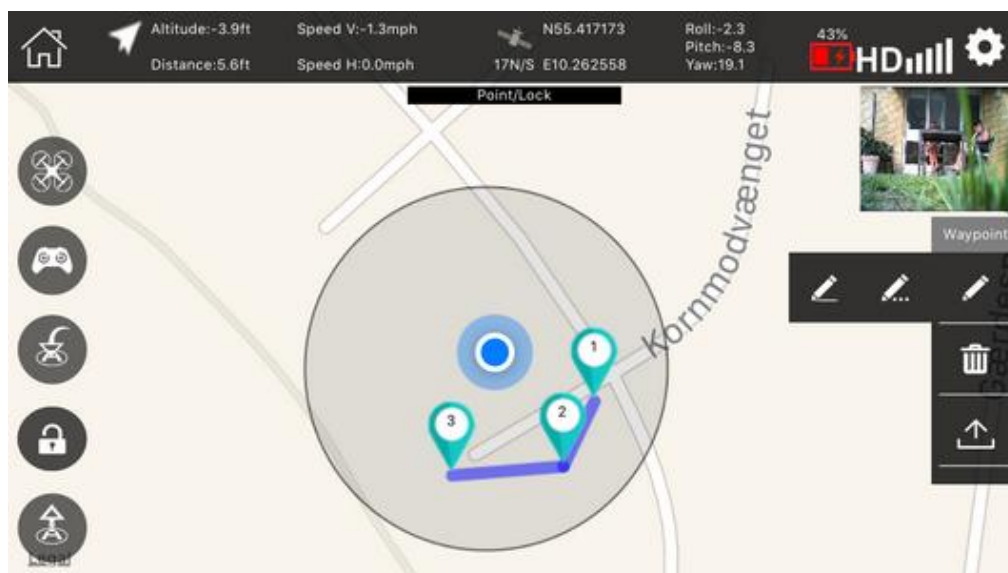 Altitude:-3.9ft
Speed V:-1.3mph
N55.417173
Roll:-2.3
Pitch:-8.3
Yaw:19.1
43%
HD
Distance:5.6ft
Speed H:0.0mph
17N/S E10.262558
Point/Lock
Kornmodvænget
Waypoint
1
2
3
Legal